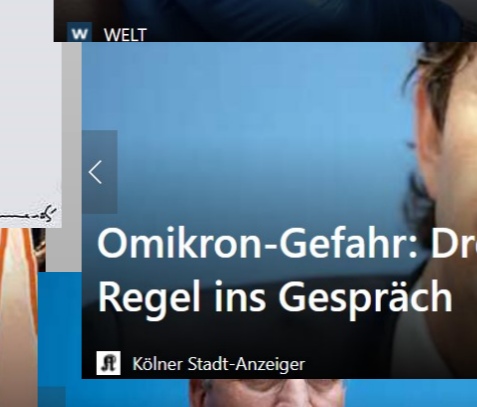 WELT
Omikron-Gefahr: Dr
Regel ins Gespräch
Kölner Stadt-Anzeiger